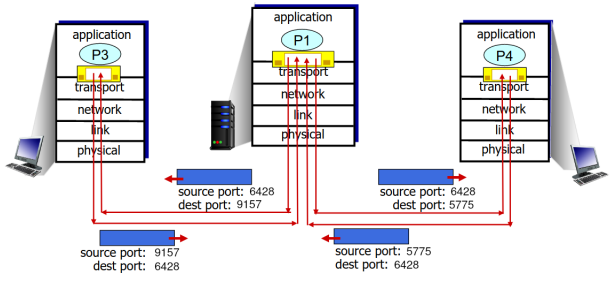 application
P3
transport
network
link
physical
application
P1
transport
network
link
physical
application
P4
transport
network
link
physical
source port: 6428
dest port: 9157
source port: 6428
dest port: 5775
source port: 9157
dest port: 6428
source port: 5775
dest port: 6428